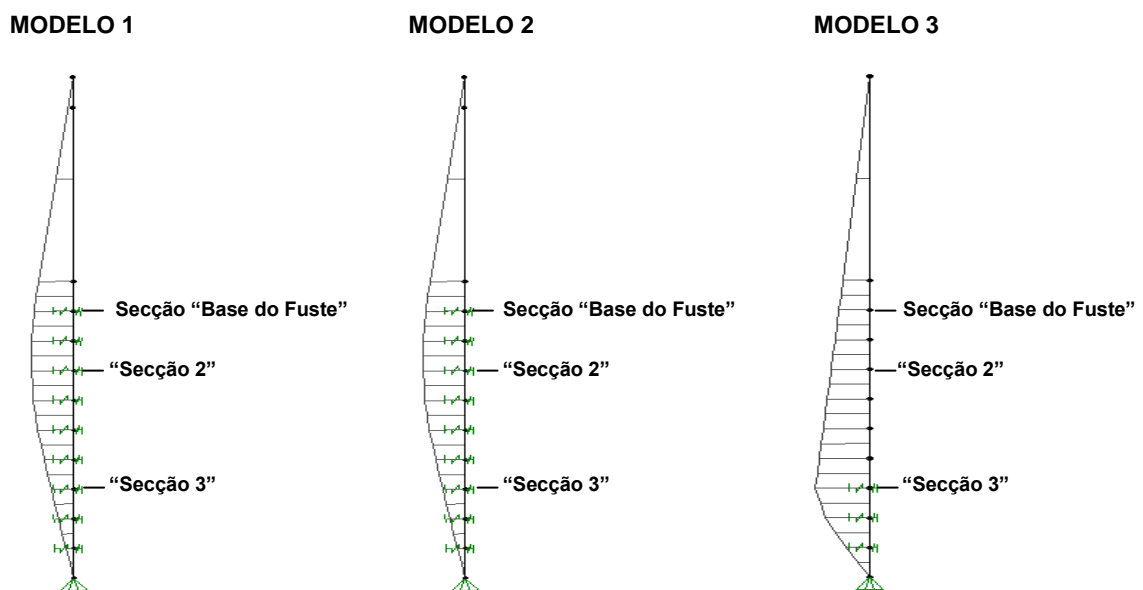 MODELO 1
MODELO 2
MODELO 3
Secção “Base do Fuste”
Secção “Base do Fuste”
Secção “Base do Fuste”
“Secção 2”
“Secção 2”
“Secção 2”
“Secção 3”
“Secção 3”
“Secção 3”